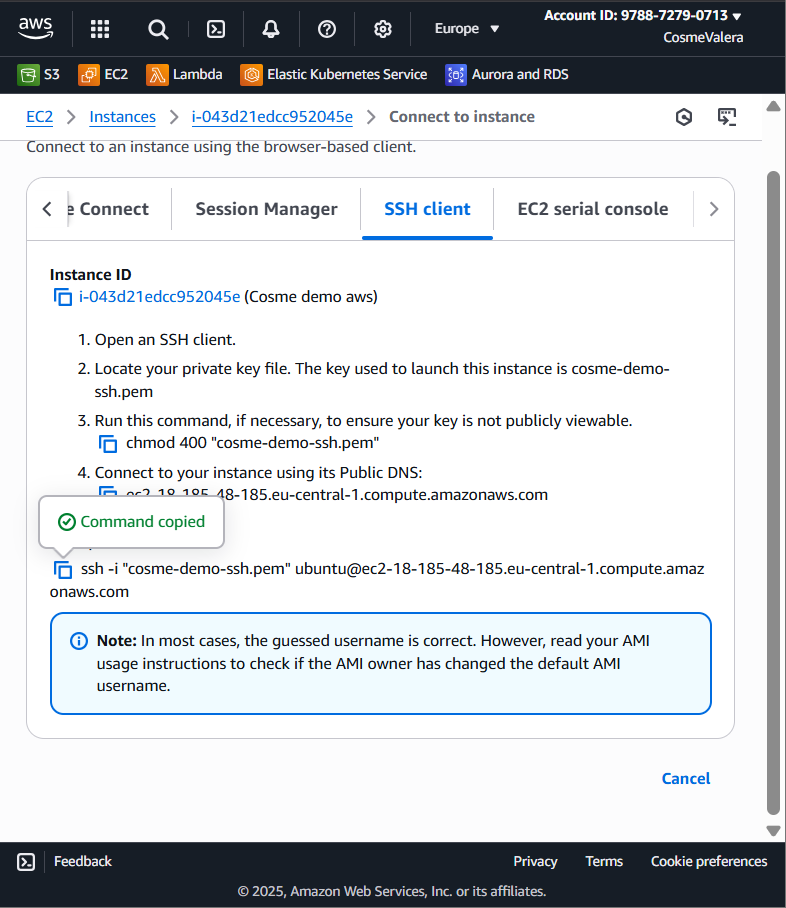 aws
Europe
Account ID: 9788-7279-0713
CosmeValera
S3
EC2
Lambda
Elastic Kubernetes Service
Aurora and RDS
EC2
Instances
i-043d21edcc952045e
Connect to instance
Connect to an instance using the browser-based client.
Connect
Session Manager
SSH client
EC2 serial console
Instance ID
i-043d21edcc952045e (Cosme demo aws)
1. Open an SSH client.
2. Locate your private key file. The key used to launch this instance is cosme-demo-
ssh.pem
3. Run this command, if necessary, to ensure your key is not publicly viewable.
chmod 400 "cosme-demo-ssh.pem"
4. Connect to your instance using its Public DNS:
ec2-18-185-48-185.eu-central-1.compute.amazonaws.com
Command copied
ssh -i "cosme-demo-ssh.pem" ubuntu@ec2-18-185-48-185.eu-central-1.compute.amaz
onaws.com
Note: In most cases, the guessed username is correct. However, read your AMI
usage instructions to check if the AMI owner has changed the default AMI
username.
Cancel
Feedback
Privacy
Terms
Cookie preferences
© 2025, Amazon Web Services, Inc. or its affiliates.